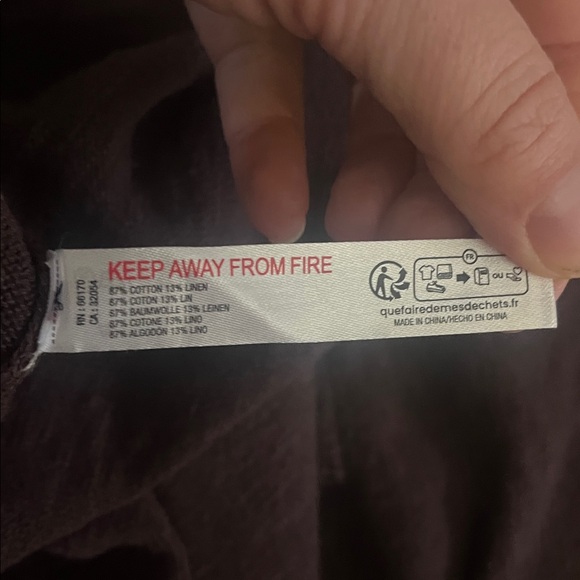 RN : 66170
CA : 32054
KEEP AWAY FROM FIRE
87% COTTON 13% LINEN
87% COTON 13% LIN
87% BAUMWOLLE 13% LEINEN
87% COTONE 13% LINO
87% ALGODÓN 13% LINO
FR
OU
quefairedemesdechets.fr
MADE IN CHINA/HECHO EN CHINA